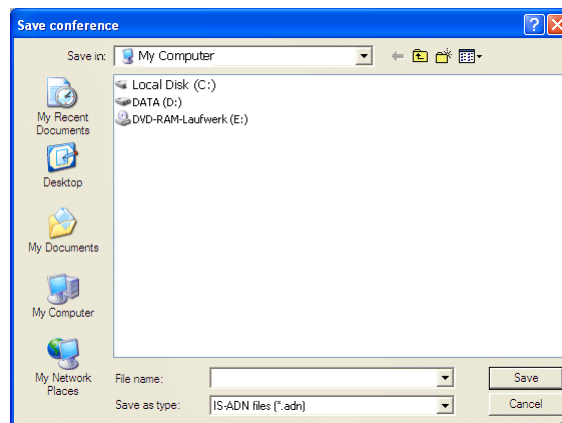 Save conference
Save in: My Computer
Local Disk (C:)
DATA (D:)
DVD-RAM-Laufwerk (E:)
My Recent
Documents
Desktop
My Documents
My Computer
My Network
Places
File name:
Save
Save as type: IS-ADN files (*.adn)
Cancel